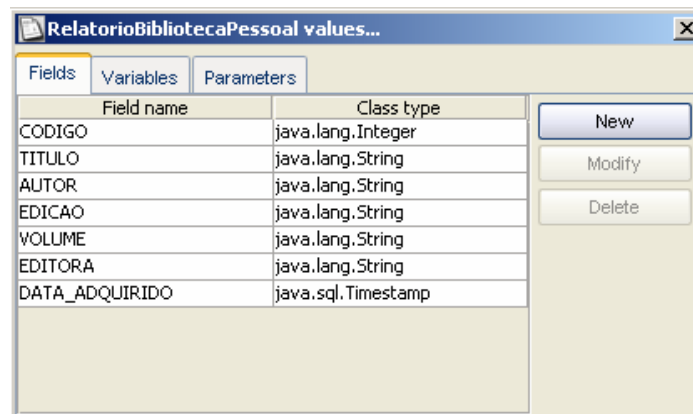 RelatorioBibliotecaPessoal values...
Fields Variables Parameters
Field name Class type
CODIGO java.lang.Integer
TITULO java.lang.String
AUTOR java.lang.String
EDICAO java.lang.String
VOLUME java.lang.String
EDITORA java.lang.String
DATA_ADQUIRIDO java.sql.Timestamp
New
Modify
Delete